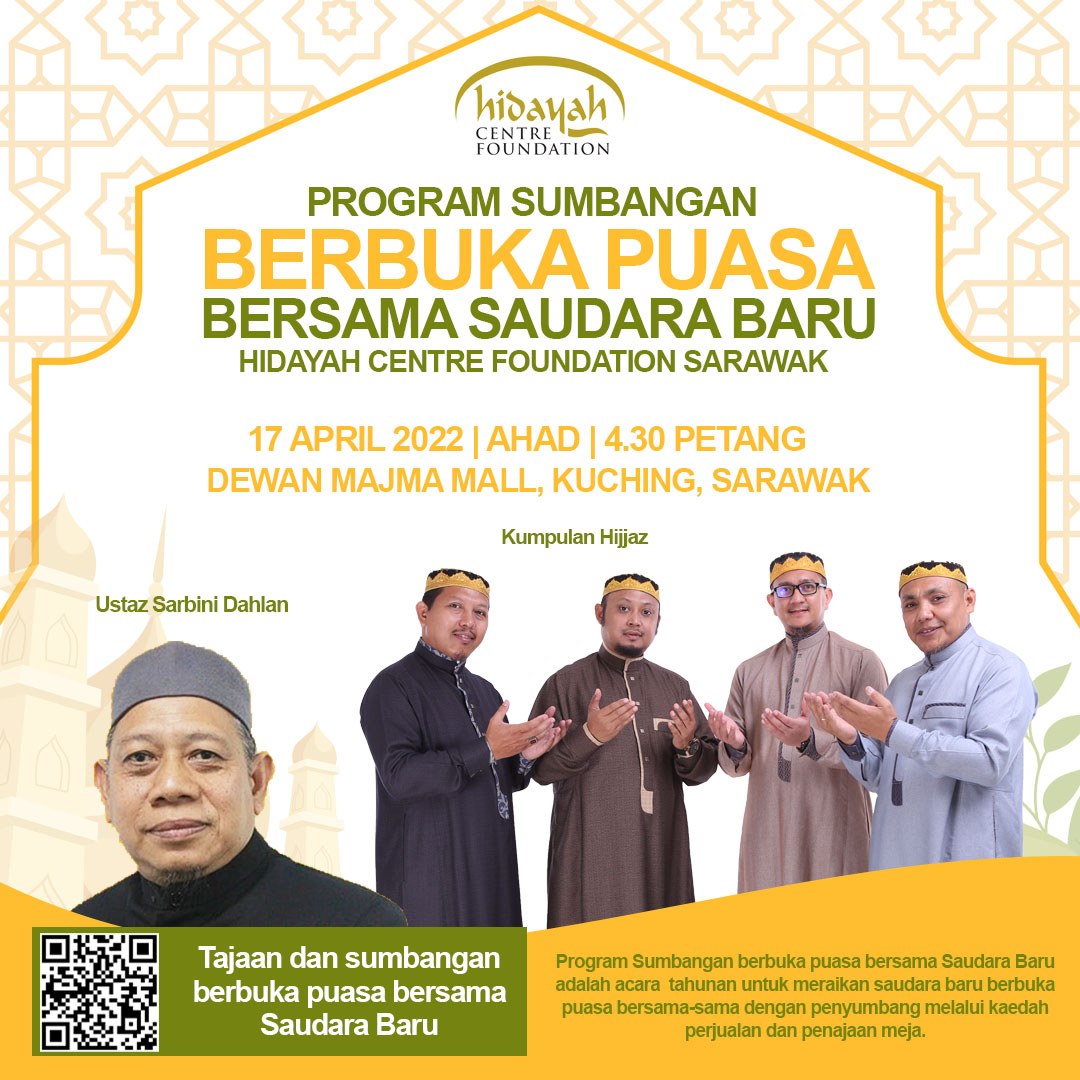 hidayah
CENTRE
FOUNDATION
PROGRAM SUMBANGAN
BERBUKA PUASA
BERSAMA SAUDARA BARU
HIDAYAH CENTRE FOUNDATION SARAWAK
17 APRIL 2022 | AHAD | 4.30 PETANG
DEWAN MAJMA MALL, KUCHING, SARAWAK
Kumpulan Hijjaz
Ustaz Sarbini Dahlan
Tajaan dan sumbangan
berbuka puasa bersama
Saudara Baru
Program Sumbangan berbuka puasa bersama Saudara Baru
adalah acara tahunan untuk meraikan saudara baru berbuka
puasa bersama-sama dengan penyumbang melalui kaedah
perjualan dan penajaan meja.